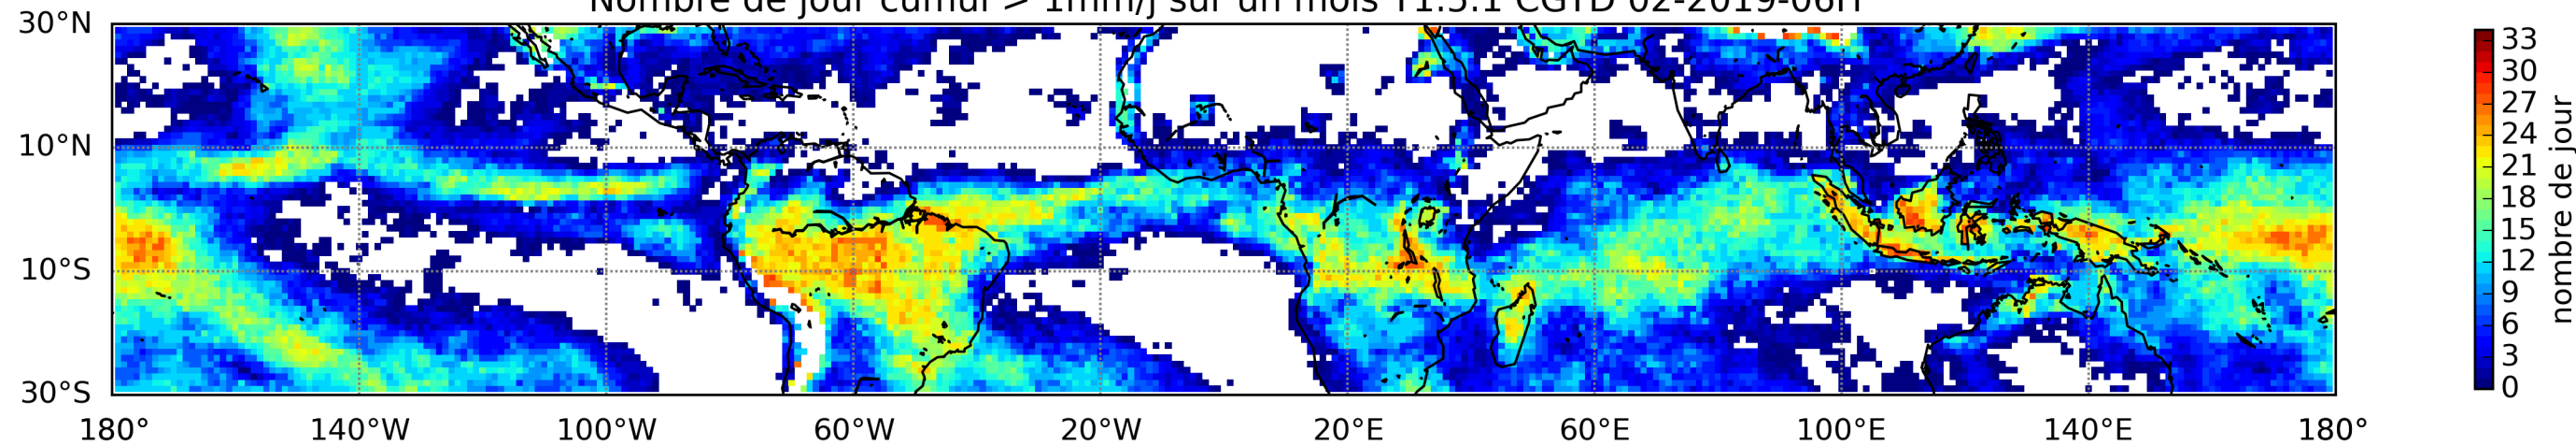 Nombre de jour cumul > 1mm/j sur un mois T1.5.1 CGTD 02-2019-06H
30°N
10°N
10°S
30°S
180° 140°W 100°W 60°W 20°W 20°E 60°E 100°E 140°E 180°
33
30
27
24
21
18
15
12
9
6
3
0
nombre de jour